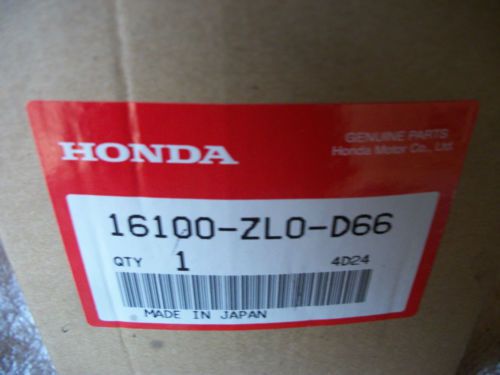 GENUINE PARTS
HONDA Honda Motor Co., Ltd.
16100-ZL0-D66
QTY 1 4D24
MADE IN JAPAN